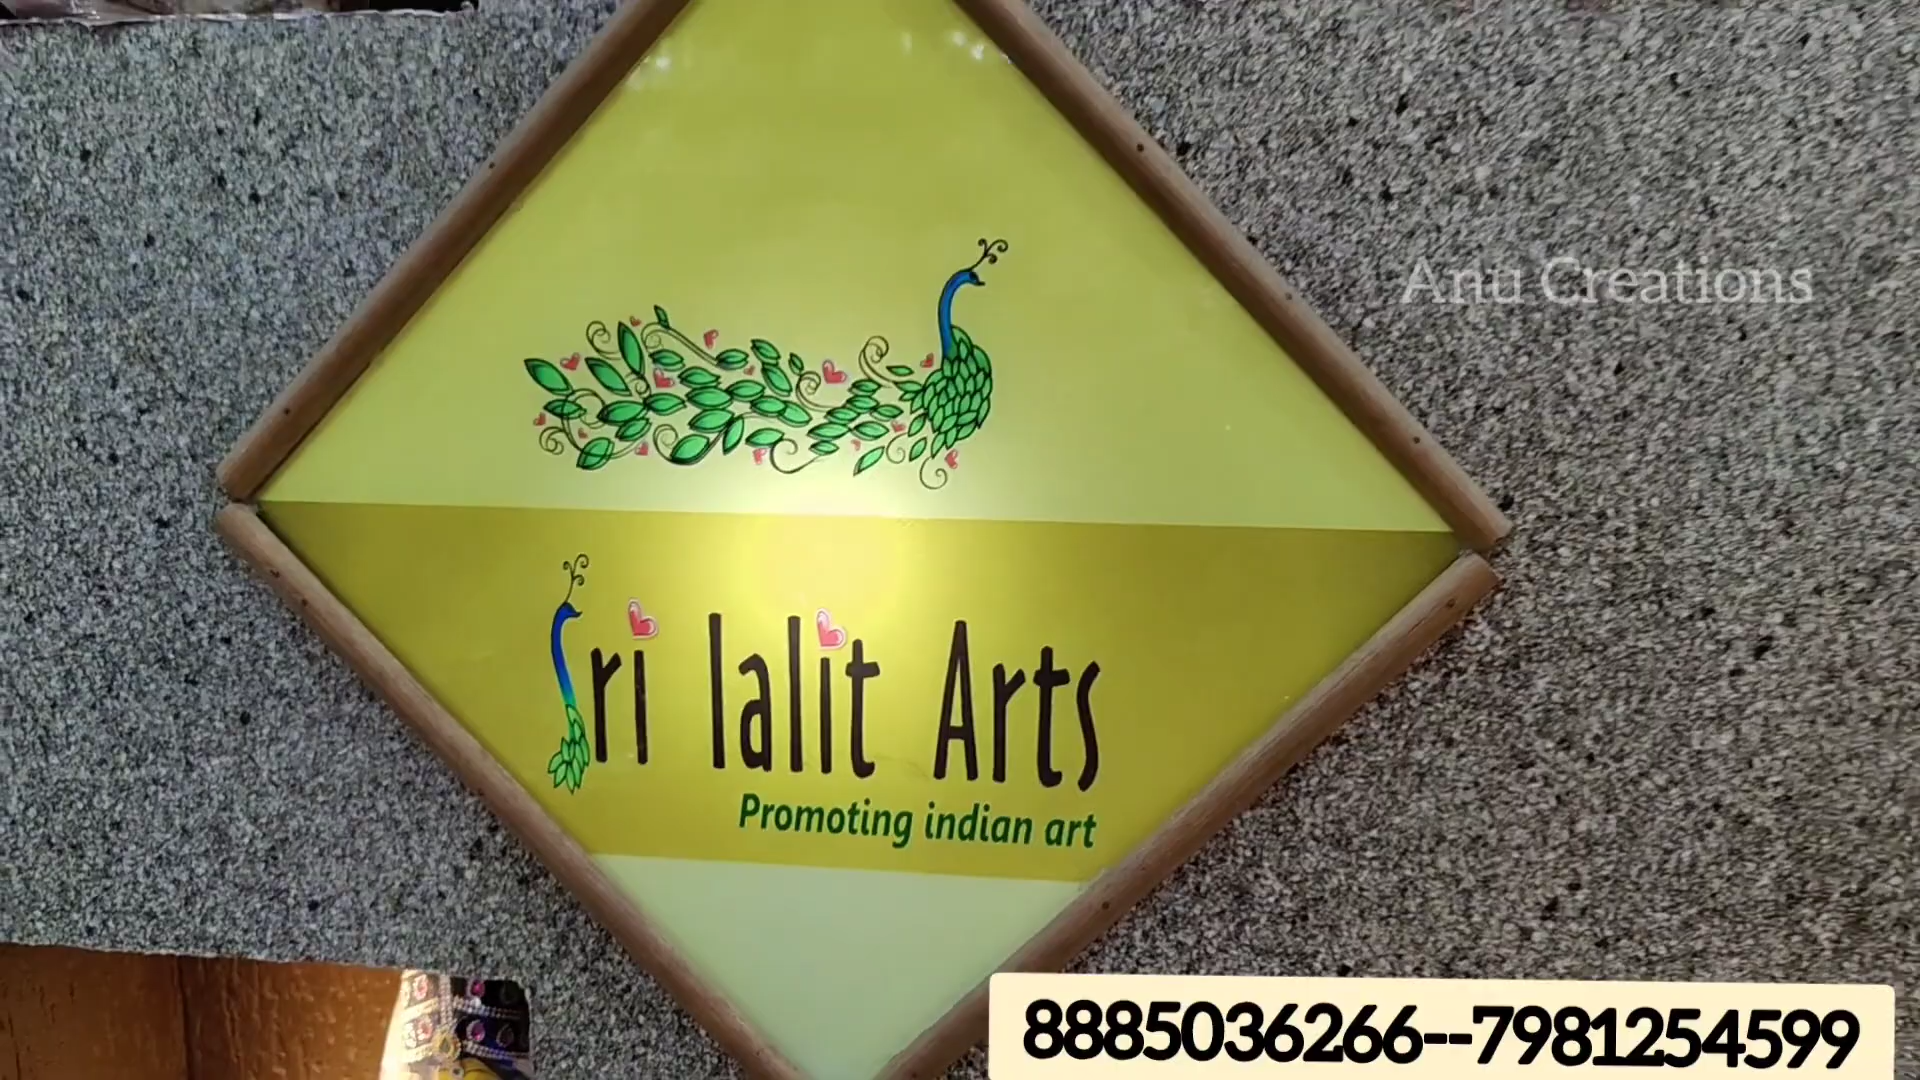 Anu Creations
Sri lalit Arts
Promoting indian art
8885036266--7981254599